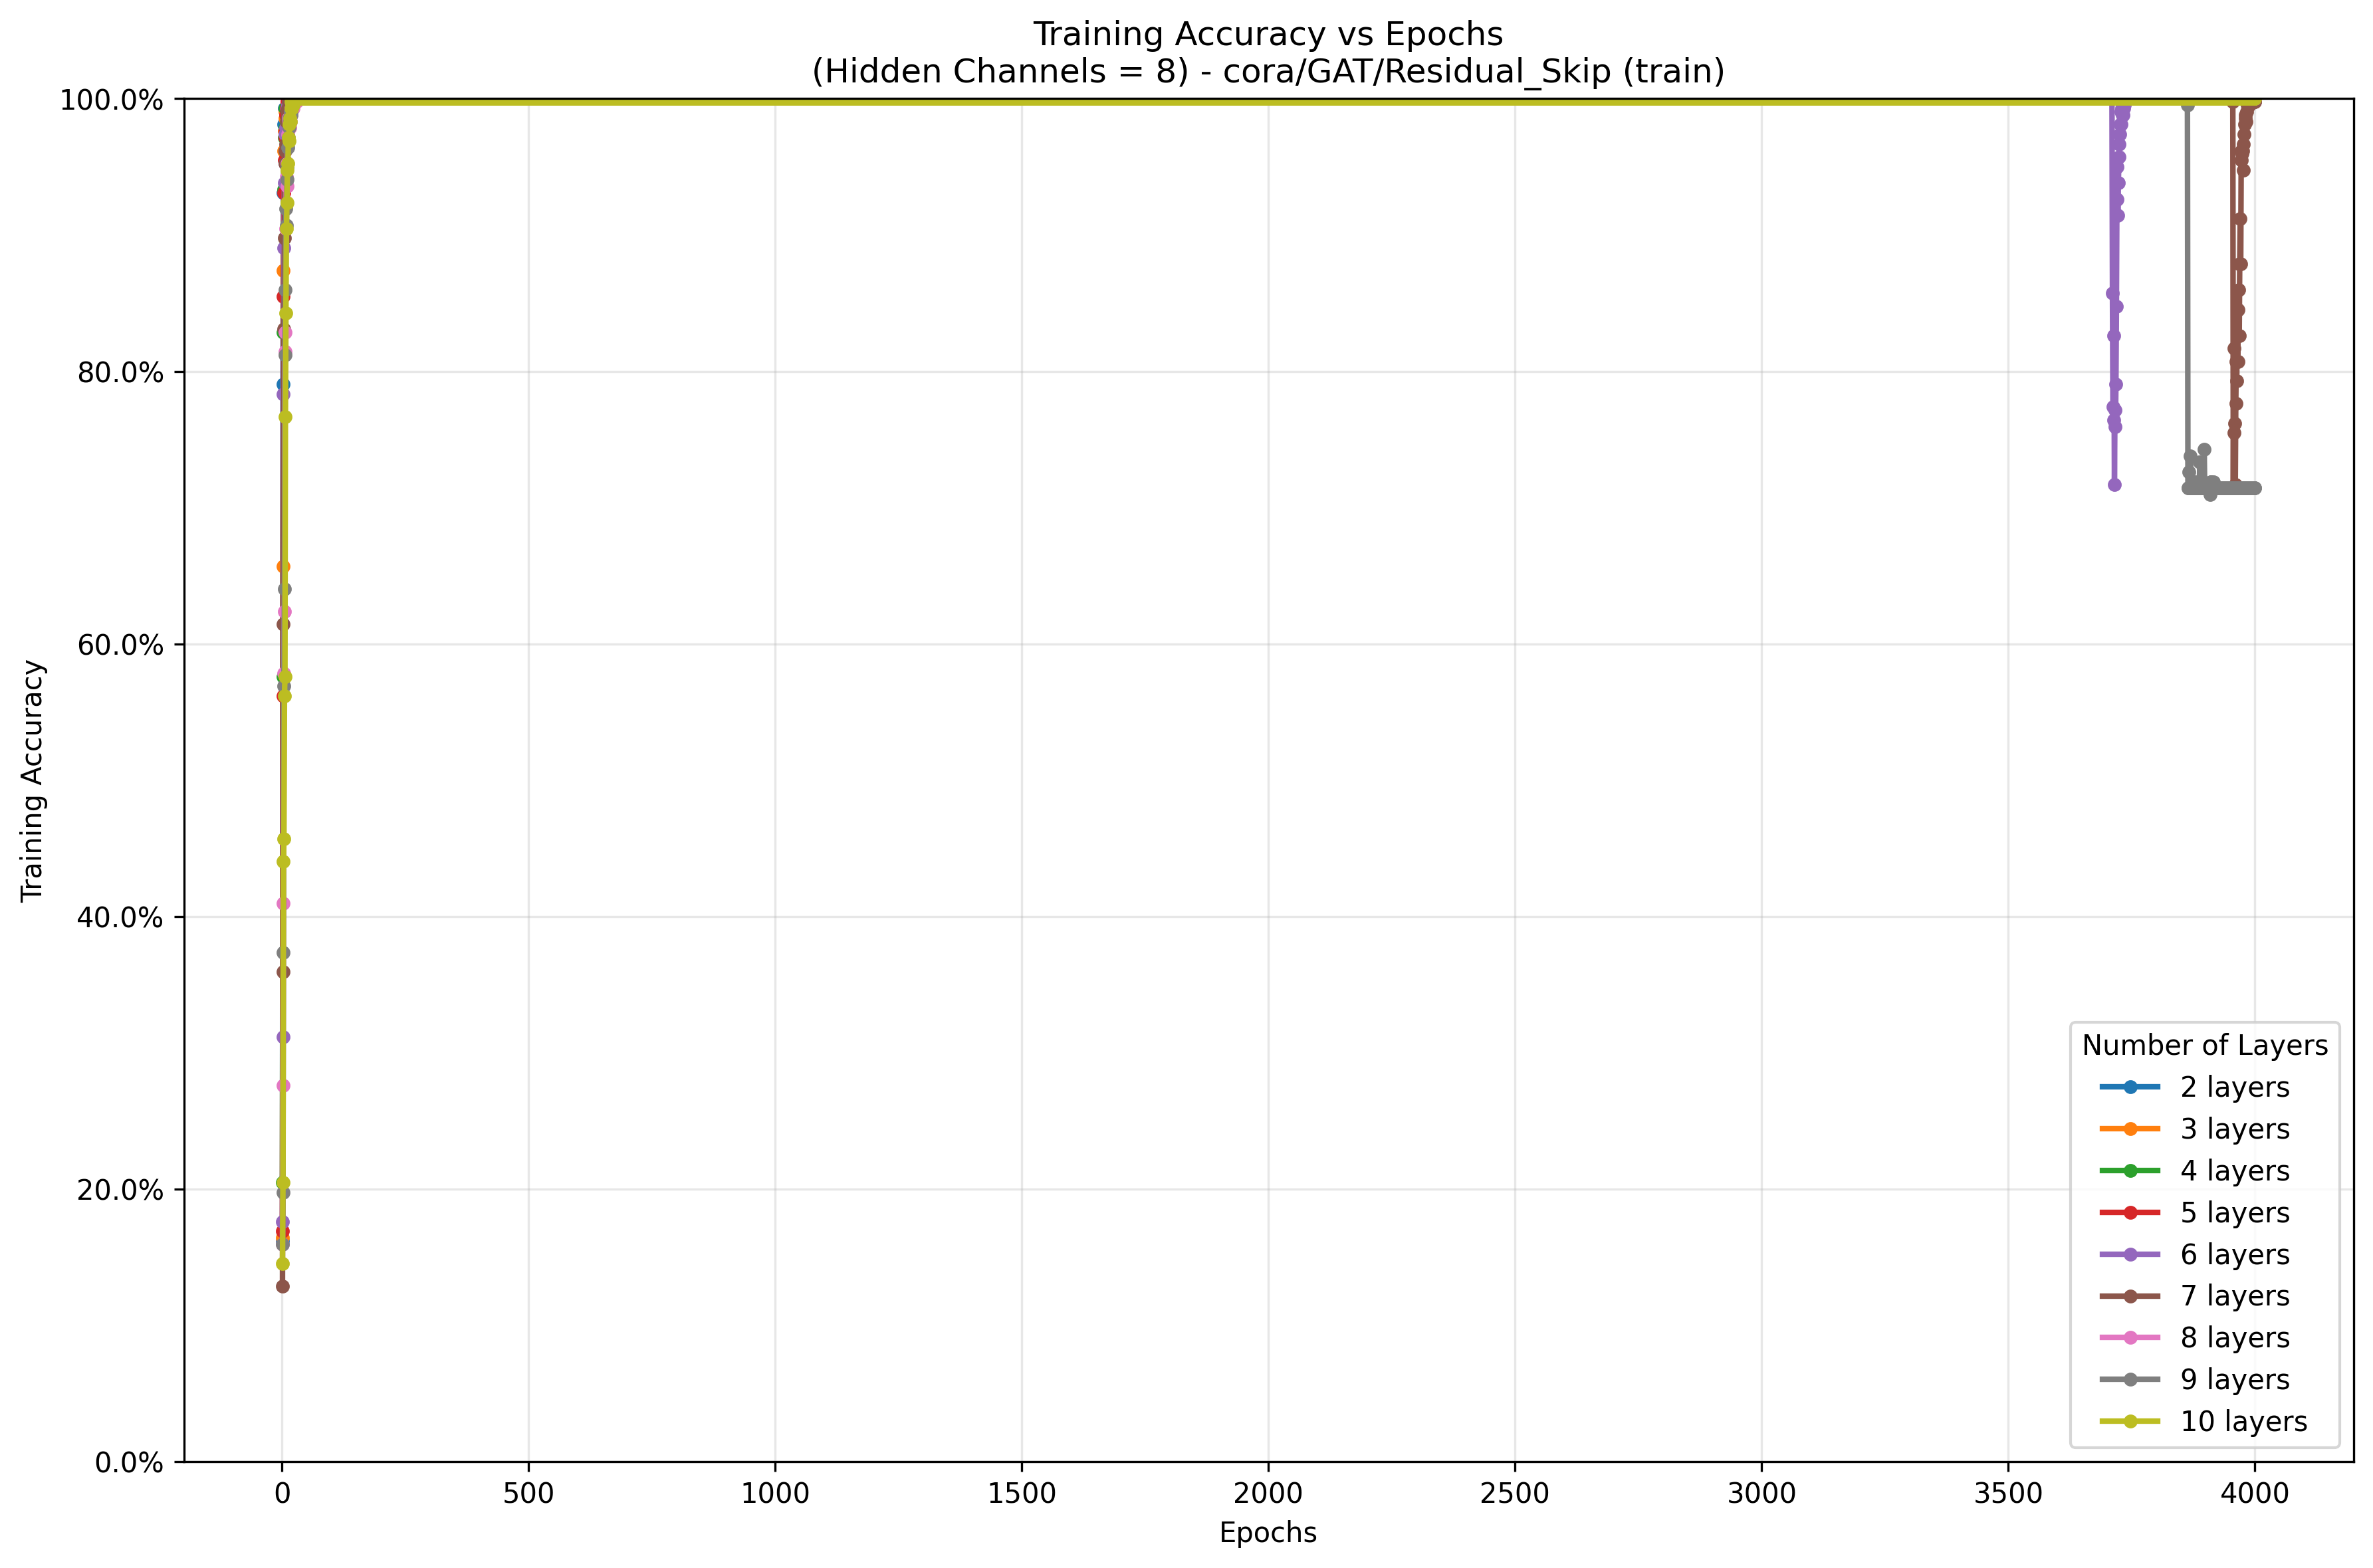 Training Accuracy vs Epochs
(Hidden Channels = 8) - cora/GAT/Residual_Skip (train)
100.0%
80.0%
60.0%
40.0%
20.0%
0.0%
Training Accuracy
0 500 1000 1500 2000 2500 3000 3500 4000
Epochs
Number of Layers
2 layers
3 layers
4 layers
5 layers
6 layers
7 layers
8 layers
9 layers
10 layers